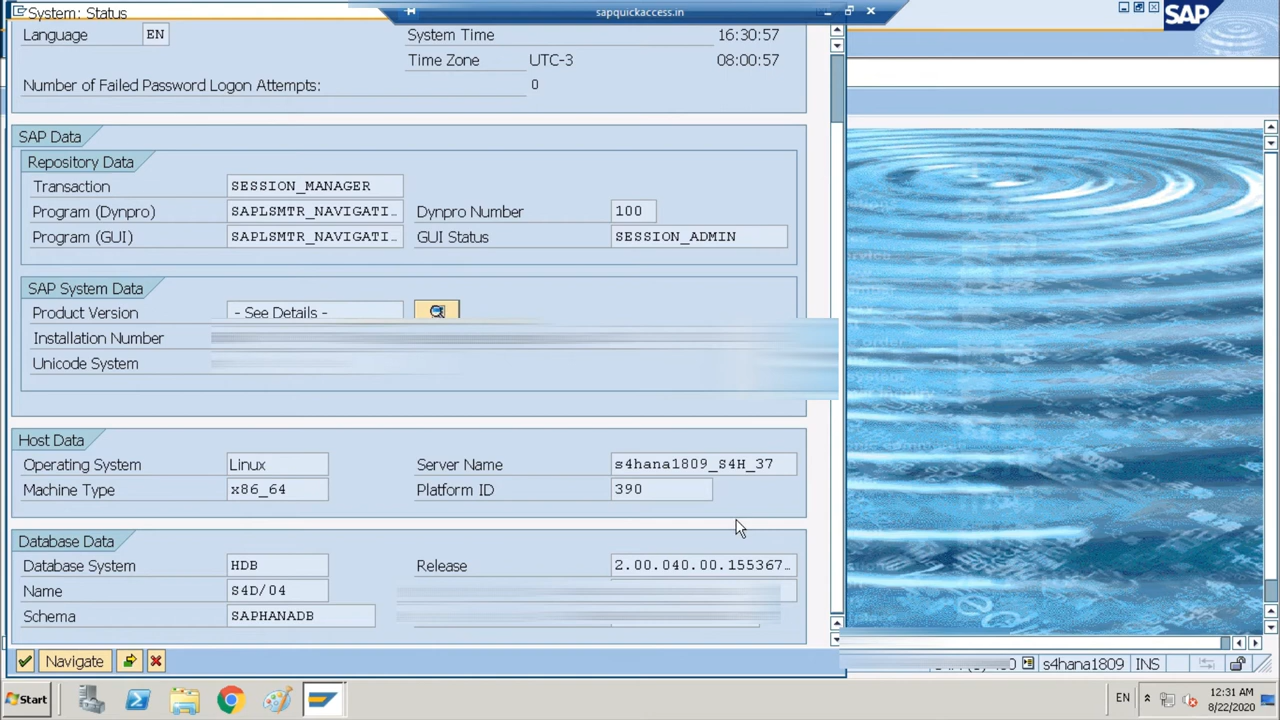 System: Status
sapquickaccess.in
SAP
Language EN System Time 16:30:57
Time Zone UTC-3 08:00:57
Number of Failed Password Logon Attempts: 0
SAP Data
Repository Data
Transaction SESSION_MANAGER
Program (Dynpro) SAPLSMTR_NAVIGATI… Dynpro Number 100
Program (GUI) SAPLSMTR_NAVIGATI… GUI Status SESSION_ADMIN
SAP System Data
Product Version - See Details -
Installation Number
Unicode System
Host Data
Operating System Linux Server Name s4hana1809_S4H_37
Machine Type x86_64 Platform ID 390
Database Data
Database System HDB Release 2.00.040.00.155367…
Name S4D/04
Schema SAPHANADB
Navigate
s4hana1809 INS
Start EN 12:31 AM
8/22/2020